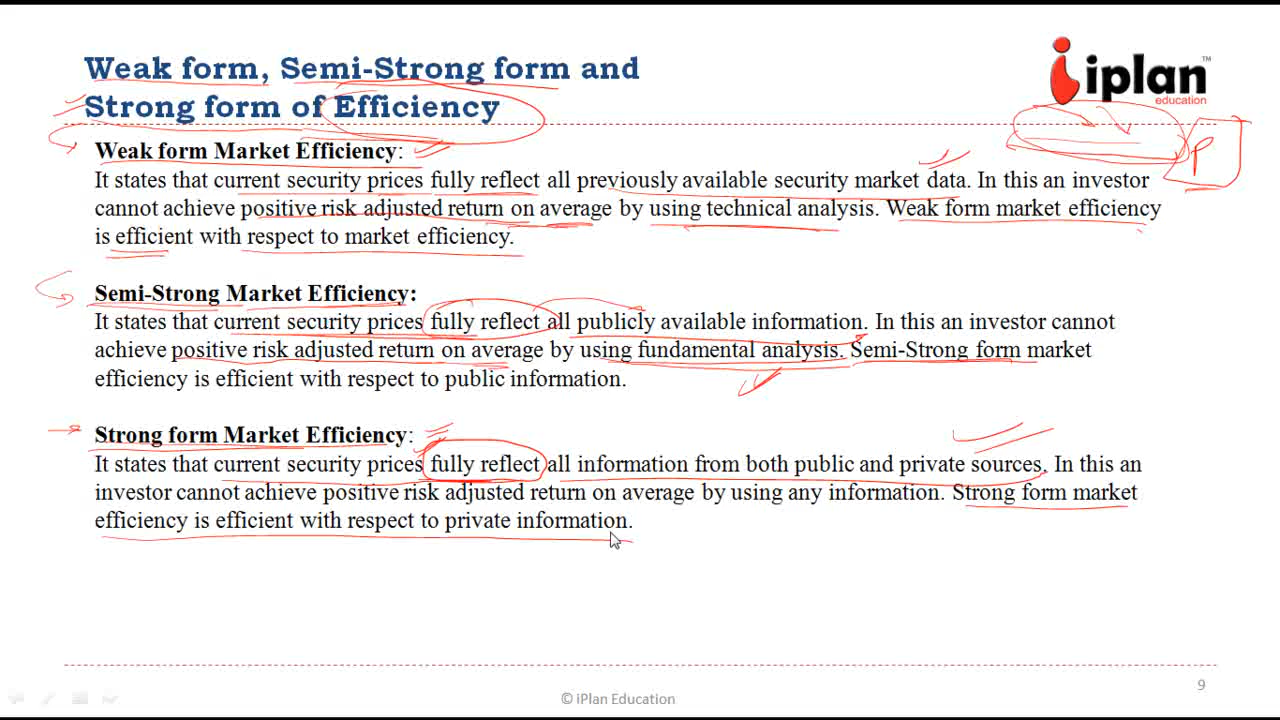 Weak form, Semi-Strong form and
Strong form of Efficiency
iplan™
education
P
Weak form Market Efficiency:
It states that current security prices fully reflect all previously available security market data. In this an investor
cannot achieve positive risk adjusted return on average by using technical analysis. Weak form market efficiency
is efficient with respect to market efficiency.
Semi-Strong Market Efficiency:
It states that current security prices fully reflect all publicly available information. In this an investor cannot
achieve positive risk adjusted return on average by using fundamental analysis. Semi-Strong form market
efficiency is efficient with respect to public information.
Strong form Market Efficiency:
It states that current security prices fully reflect all information from both public and private sources. In this an
investor cannot achieve positive risk adjusted return on average by using any information. Strong form market
efficiency is efficient with respect to private information.
© iPlan Education
9